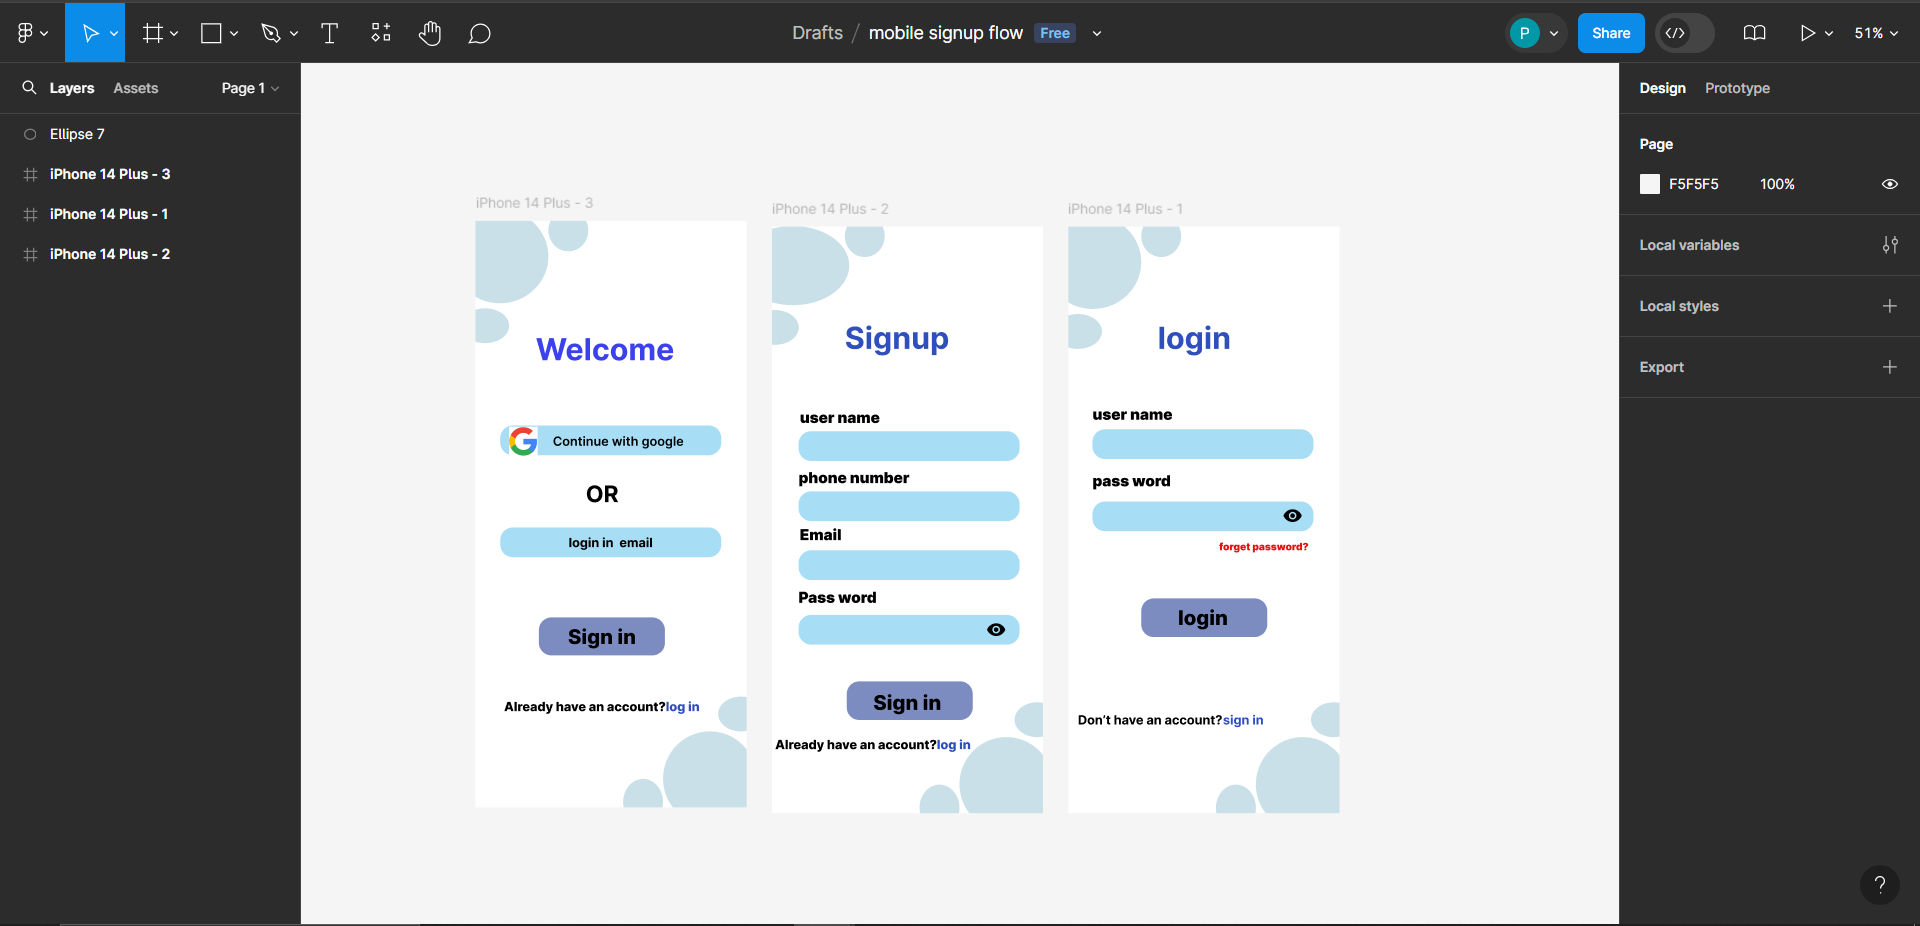 Drafts / mobile signup flow Free
P Share 51%
Layers Assets Page 1
Ellipse 7
iPhone 14 Plus - 3
iPhone 14 Plus - 1
iPhone 14 Plus - 2
iPhone 14 Plus - 3
Welcome
Continue with google
OR
login in email
Sign in
Already have an account?log in
iPhone 14 Plus - 2
Signup
user name
phone number
Email
Pass word
Sign in
Already have an account?log in
iPhone 14 Plus - 1
login
user name
pass word
forget password?
login
Don't have an account?sign in
Design Prototype
Page
F5F5F5 100%
Local variables
Local styles
Export
?